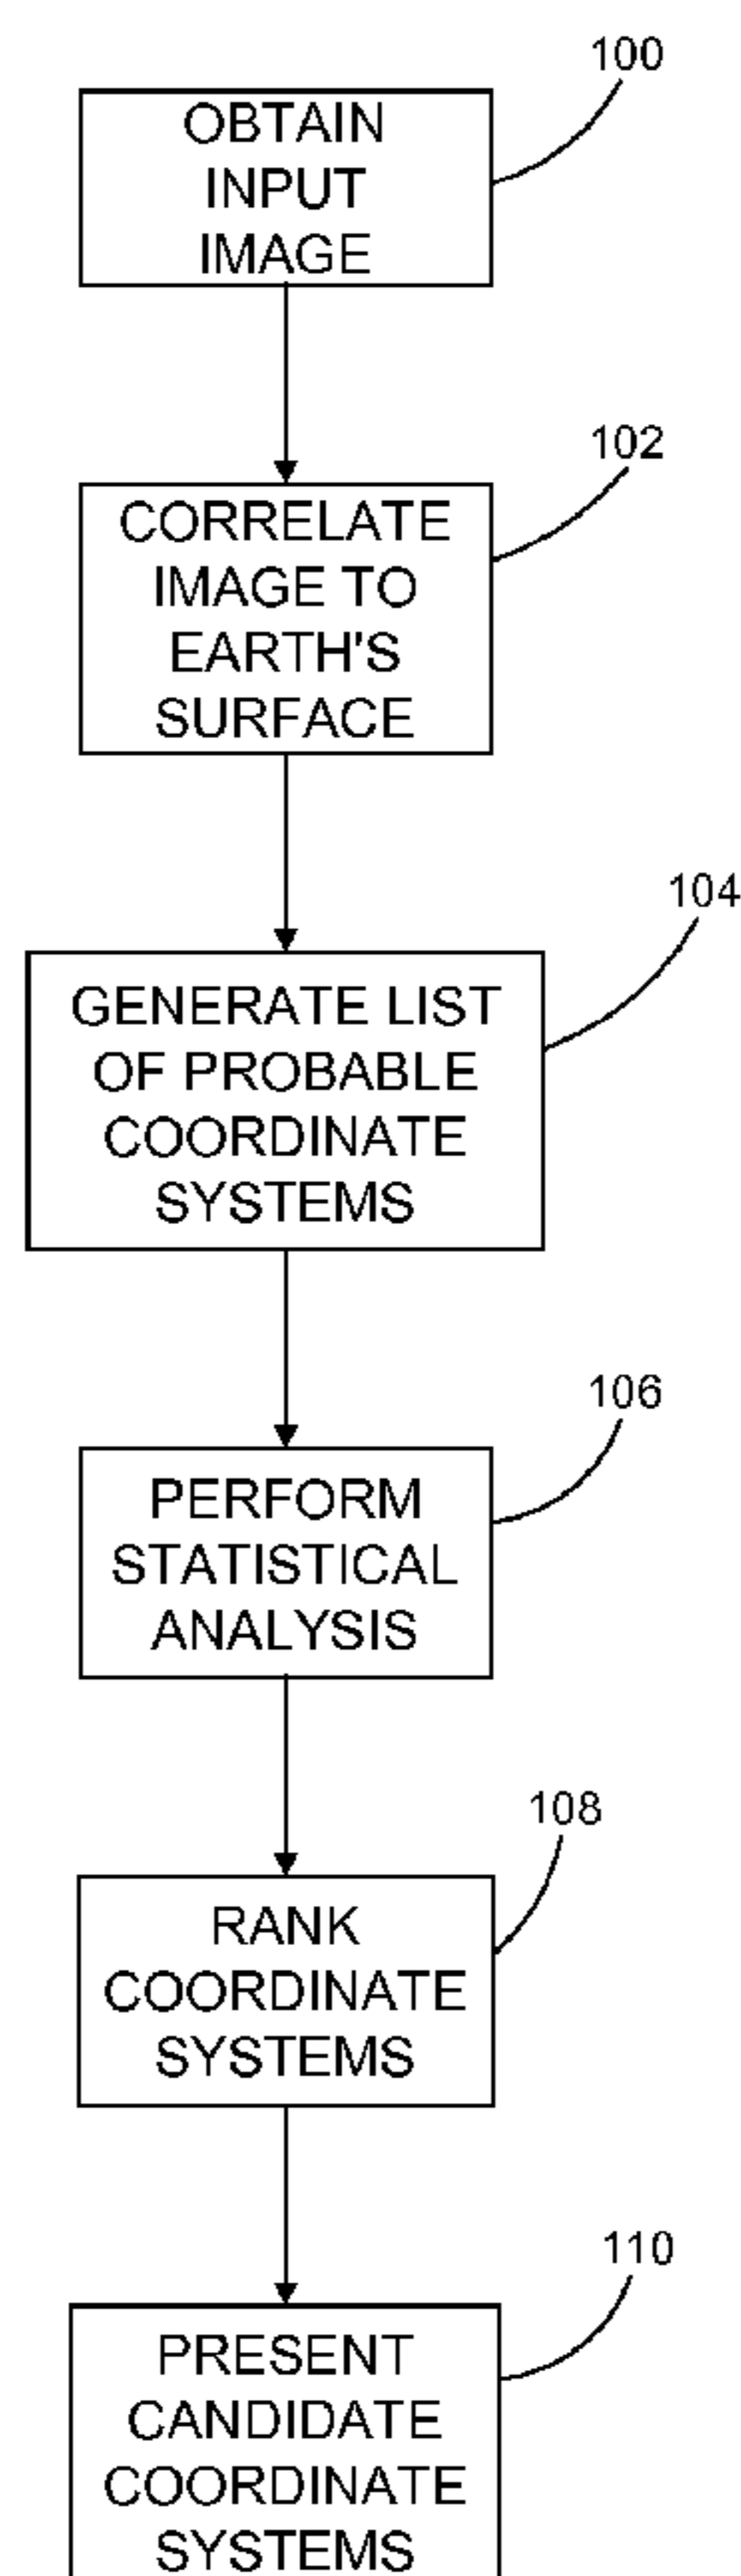 100
OBTAIN
INPUT
IMAGE
102
CORRELATE
IMAGE TO
EARTH'S
SURFACE
104
GENERATE LIST
OF PROBABLE
COORDINATE
SYSTEMS
106
PERFORM
STATISTICAL
ANALYSIS
108
RANK
COORDINATE
SYSTEMS
110
PRESENT
CANDIDATE
COORDINATE
SYSTEMS